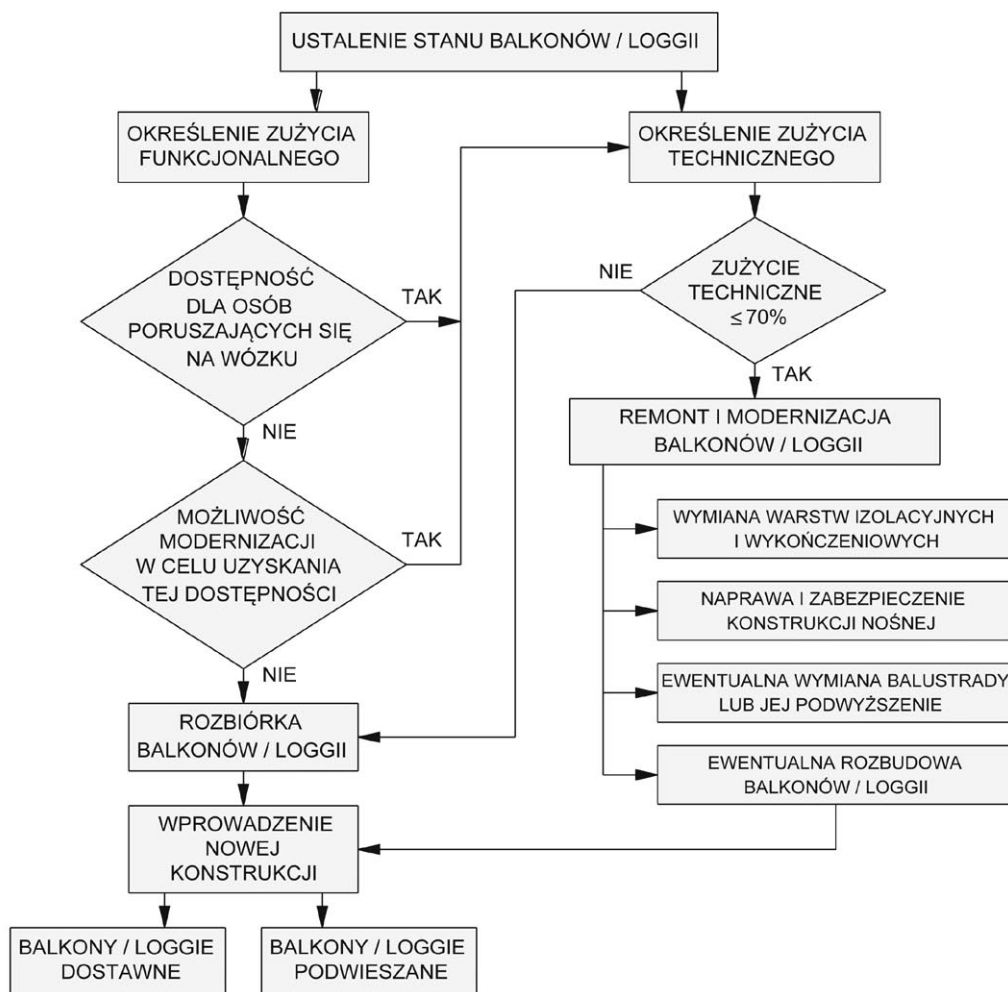 USTALENIE STANU BALKONÓW / LOGGII
OKREŚLENIE ZUŻYCIA
FUNKCJONALNEGO
OKREŚLENIE ZUŻYCIA
TECHNICZNEGO
DOSTĘPNOŚĆ
DLA OSÓB
PORUSZAJĄCYCH SIĘ
NA WÓZKU
TAK
NIE
ZUŻYCIE
TECHNICZNE
≤ 70%
NIE
TAK
REMONT I MODERNIZACJA
BALKONÓW / LOGGII
MOŻLIWOŚĆ
MODERNIZACJI
W CELU UZYSKANIA
TEJ DOSTĘPNOŚCI
TAK
NIE
WYMIANA WARSTW IZOLACYJNYCH
I WYKOŃCZENIOWYCH
NAPRAWA I ZABEZPIECZENIE
KONSTRUKCJI NOŚNEJ
EWENTUALNA WYMIANA BALUSTRADY
LUB JEJ PODWYŻSZENIE
EWENTUALNA ROZBUDOWA
BALKONÓW / LOGGII
ROZBIÓRKA
BALKONÓW / LOGGII
WPROWADZENIE
NOWEJ
KONSTRUKCJI
BALKONY / LOGGIE
DOSTAWNE
BALKONY / LOGGIE
PODWIESZANE